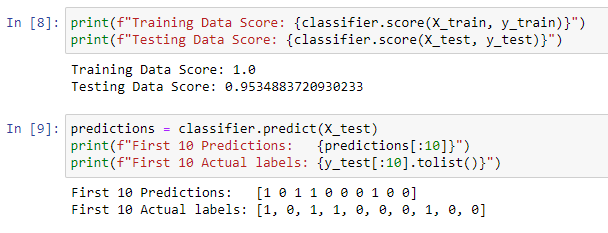 In [8]: print(f"Training Data Score: {classifier.score(X_train, y_train)}")
print(f"Testing Data Score: {classifier.score(X_test, y_test)}")
Training Data Score: 1.0
Testing Data Score: 0.9534883720930233
In [9]: predictions = classifier.predict(X_test)
print(f"First 10 Predictions:   {predictions[:10]}")
print(f"First 10 Actual labels: {y_test[:10].tolist()}")
First 10 Predictions:   [1 0 1 1 0 0 0 1 0 0]
First 10 Actual labels: [1, 0, 1, 1, 0, 0, 0, 1, 0, 0]